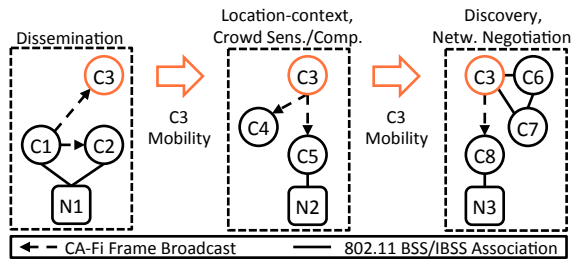 Dissemination
Location-context,
Crowd Sens./Comp.
Discovery,
Netw. Negotiation
C3
C1
C2
N1
C3
Mobility
C3
C4
C5
N2
C3
Mobility
C3
C6
C7
C8
N3
CA-Fi Frame Broadcast
802.11 BSS/IBSS Association